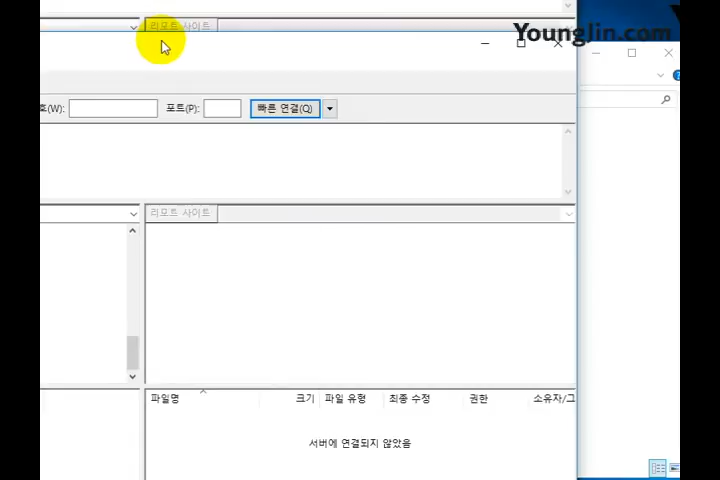 리모트 사이트
YoungJin.com
호(W):
포트(P):
빠른 연결(Q)
리모트 사이트
파일명
크기
파일 유형
최종 수정
권한
소유자/그
서버에 연결되지 않았음